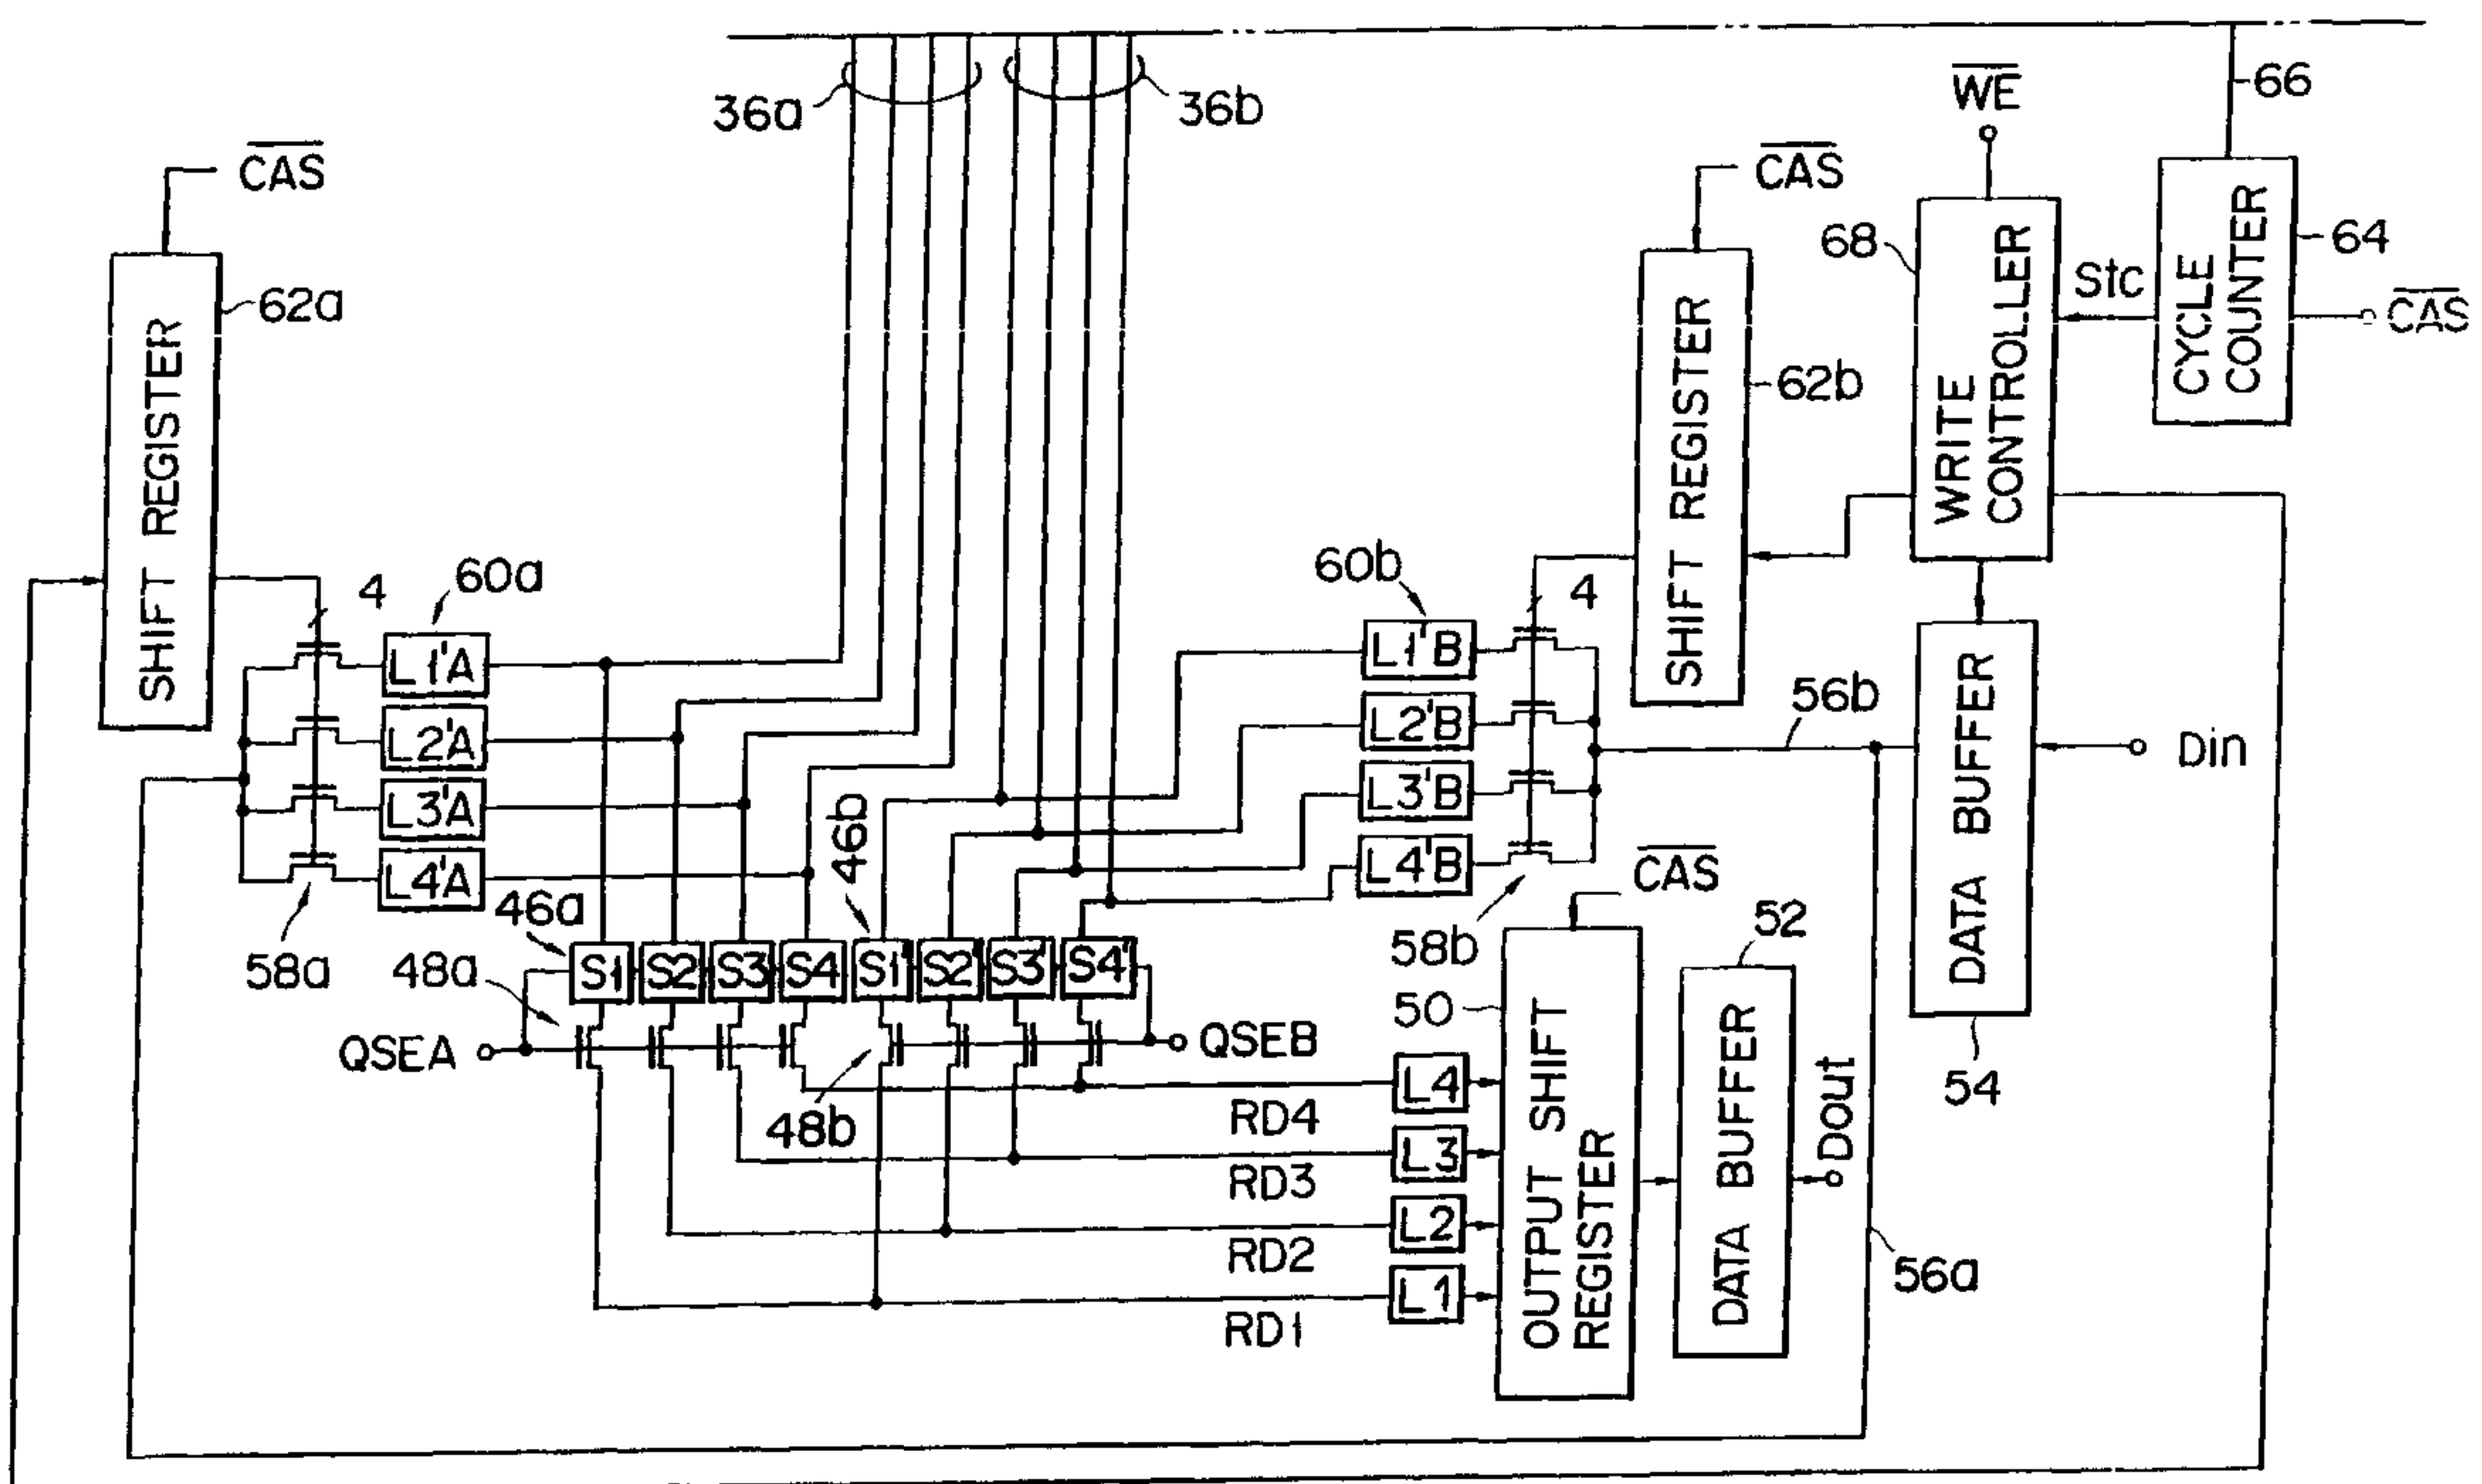 36a
36b
WE
66
CAS
CAS
68
Stc
CYCLE
COUNTER
64
CAS
62a
SHIFT REGISTER
62b
SHIFT REGISTER
WRITE
CONTROLLER
4
60a
60b
4
L1'A
L2'A
L3'A
L4'A
L1'B
L2'B
L3'B
L4'B
56b
DATA BUFFER
Din
46b
46a
58a
48a
58b
CAS
52
S1
S2
S3
S4
S1'
S2'
S3'
S4'
50
QSEA
QSEB
48b
54
L4
RD4
L3
RD3
L2
RD2
L1
RD1
OUTPUT SHIFT
REGISTER
DATA BUFFER
Dout
56a